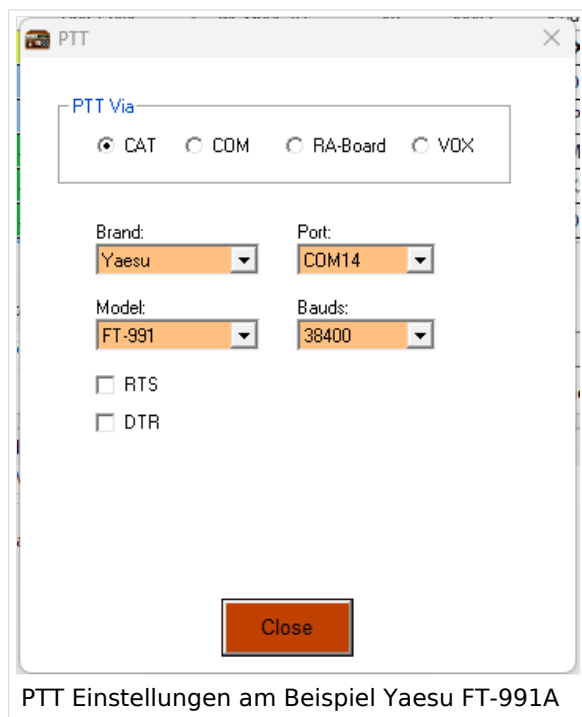 PTT
PTT Via
CAT COM RA-Board VOX
Brand: Port:
Yaesu COM14
Model: Bauds:
FT-991 38400
RTS
DTR
Close
PTT Einstellungen am Beispiel Yaesu FT-991A